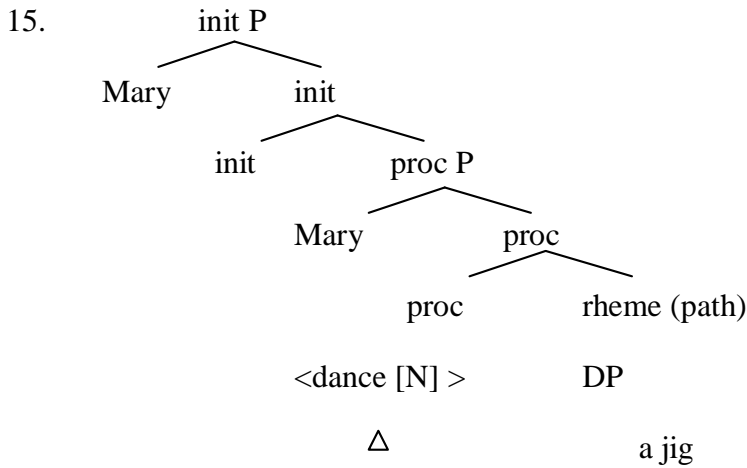 15. init P
Mary init
init proc P
Mary proc
proc rheme (path)
<dance [N] > DP
a jig